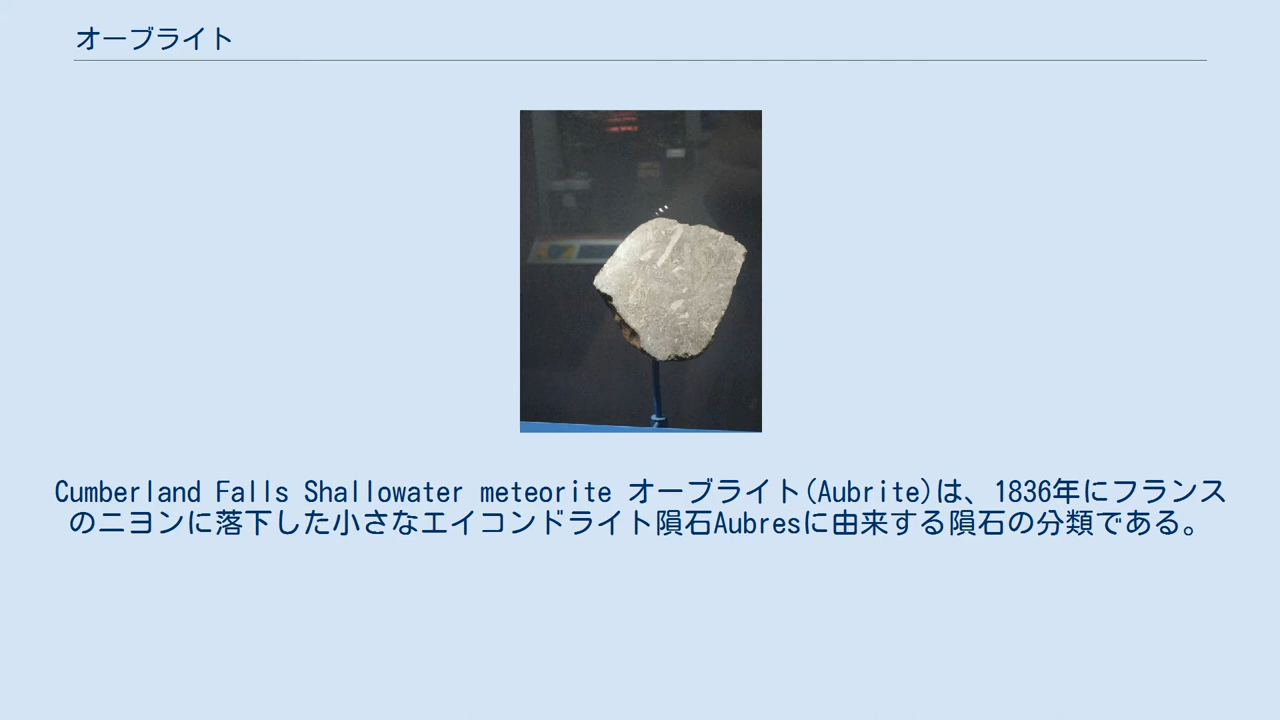 オーブライト
Cumberland Falls Shallowater meteorite オーブライト(Aubrite)は、1836年にフランス
のニヨンに落下した小さなエイコンドライト隕石Aubresに由来する隕石の分類である。